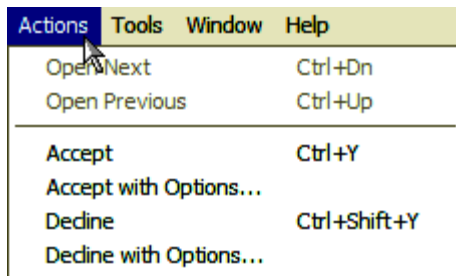 Actions Tools Window Help
Open Next Ctrl+Dn
Open Previous Ctrl+Up
Accept Ctrl+Y
Accept with Options...
Decline Ctrl+Shift+Y
Decline with Options...